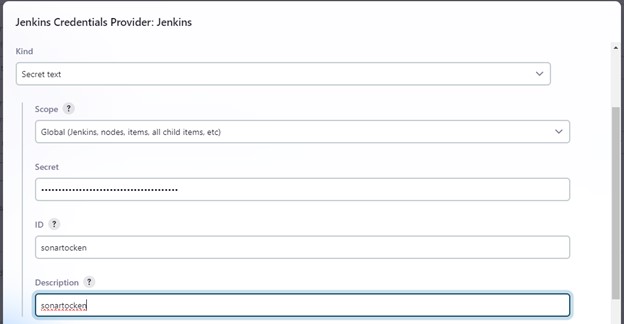 Jenkins Credentials Provider: Jenkins
Kind
Secret text
Scope ?
Global (Jenkins, nodes, items, all child items, etc)
Secret
••••••••••••••••••••••••••••••••••••••••
ID ?
sonartocken
Description ?
sonartocken